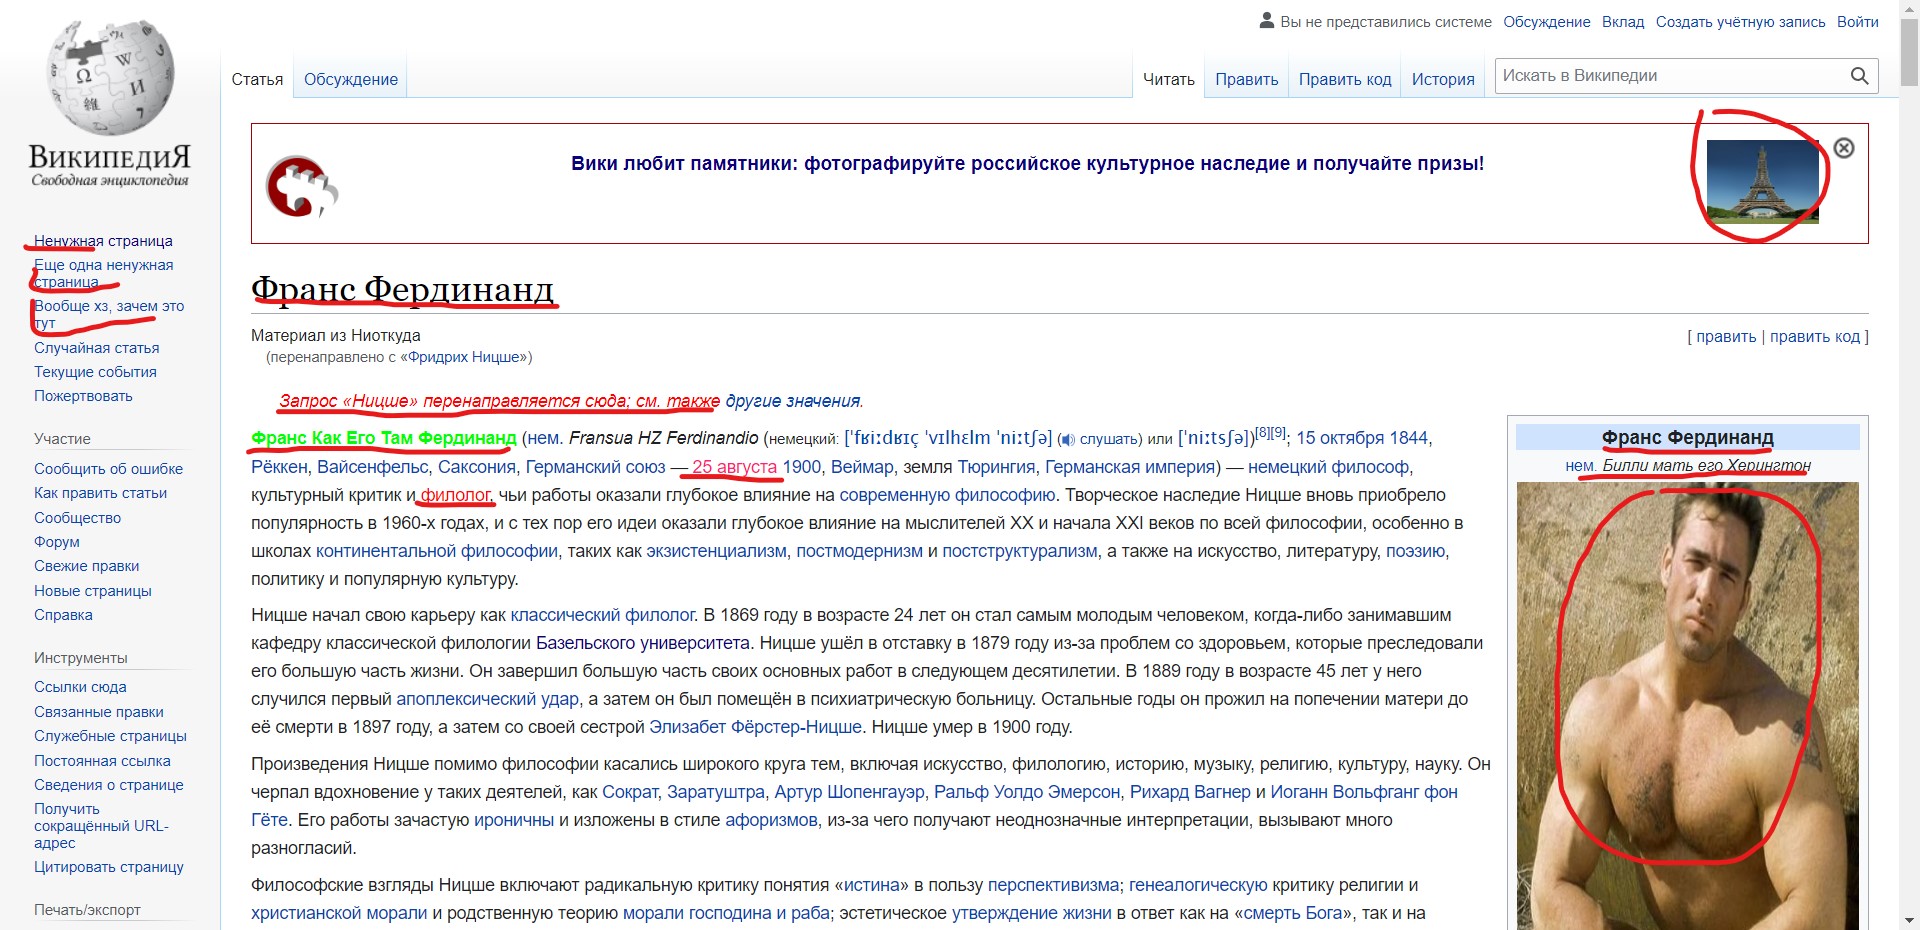 Вы не представились системе Обсуждение Вклад Создать учётную запись Войти
Статья Обсуждение Читать Править Править код История Искать в Википедии
ВикипедиЯ
Свободная энциклопедия
Ненужная страница
Еще одна ненужная
страница
Вообще хз, зачем это
тут
Случайная статья
Текущие события
Пожертвовать
Участие
Сообщить об ошибке
Как править статьи
Сообщество
Форум
Свежие правки
Новые страницы
Справка
Инструменты
Ссылки сюда
Связанные правки
Служебные страницы
Постоянная ссылка
Сведения о странице
Получить
сокращённый URL-
адрес
Цитировать страницу
Печать/экспорт
Вики любит памятники: фотографируйте российское культурное наследие и получайте призы!
Франс Фердинанд
Материал из Ниоткуда
[ править | править код ]
(перенаправлено с «Фридрих Ницше»)
Запрос «Ницше» перенаправляется сюда; см. также другие значения.
Франс Как Его Там Фердинанд (нем. Fransua HZ Ferdinandio (немецкий: [ˈfʁiːdʁɪç ˈvɪlhɛlm ˈniːtʃə] (слушать) или [ˈniːtsʃə])[8][9]; 15 октября 1844,
Рёккен, Вайсенфельс, Саксония, Германский союз — 25 августа 1900, Веймар, земля Тюрингия, Германская империя) — немецкий философ,
культурный критик и филолог, чьи работы оказали глубокое влияние на современную философию. Творческое наследие Ницше вновь приобрело
популярность в 1960-х годах, и с тех пор его идеи оказали глубокое влияние на мыслителей XX и начала XXI веков по всей философии, особенно в
школах континентальной философии, таких как экзистенциализм, постмодернизм и постструктурализм, а также на искусство, литературу, поэзию,
политику и популярную культуру.
Ницше начал свою карьеру как классический филолог. В 1869 году в возрасте 24 лет он стал самым молодым человеком, когда-либо занимавшим
кафедру классической филологии Базельского университета. Ницше ушёл в отставку в 1879 году из-за проблем со здоровьем, которые преследовали
его большую часть жизни. Он завершил большую часть своих основных работ в следующем десятилетии. В 1889 году в возрасте 45 лет у него
случился первый апоплексический удар, а затем он был помещён в психиатрическую больницу. Остальные годы он прожил на попечении матери до
её смерти в 1897 году, а затем со своей сестрой Элизабет Фёрстер-Ницше. Ницше умер в 1900 году.
Произведения Ницше помимо философии касались широкого круга тем, включая искусство, филологию, историю, музыку, религию, культуру, науку. Он
черпал вдохновение у таких деятелей, как Сократ, Заратуштра, Артур Шопенгауэр, Ральф Уолдо Эмерсон, Рихард Вагнер и Иоганн Вольфганг фон
Гёте. Его работы зачастую ироничны и изложены в стиле афоризмов, из-за чего получают неоднозначные интерпретации, вызывают много
разногласий.
Философские взгляды Ницше включают радикальную критику понятия «истина» в пользу перспективизма; генеалогическую критику религии и
христианской морали и родственную теорию морали господина и раба; эстетическое утверждение жизни в ответ как на «смерть Бога», так и на
Франс Фердинанд
нем. Билли мать его Херингтон